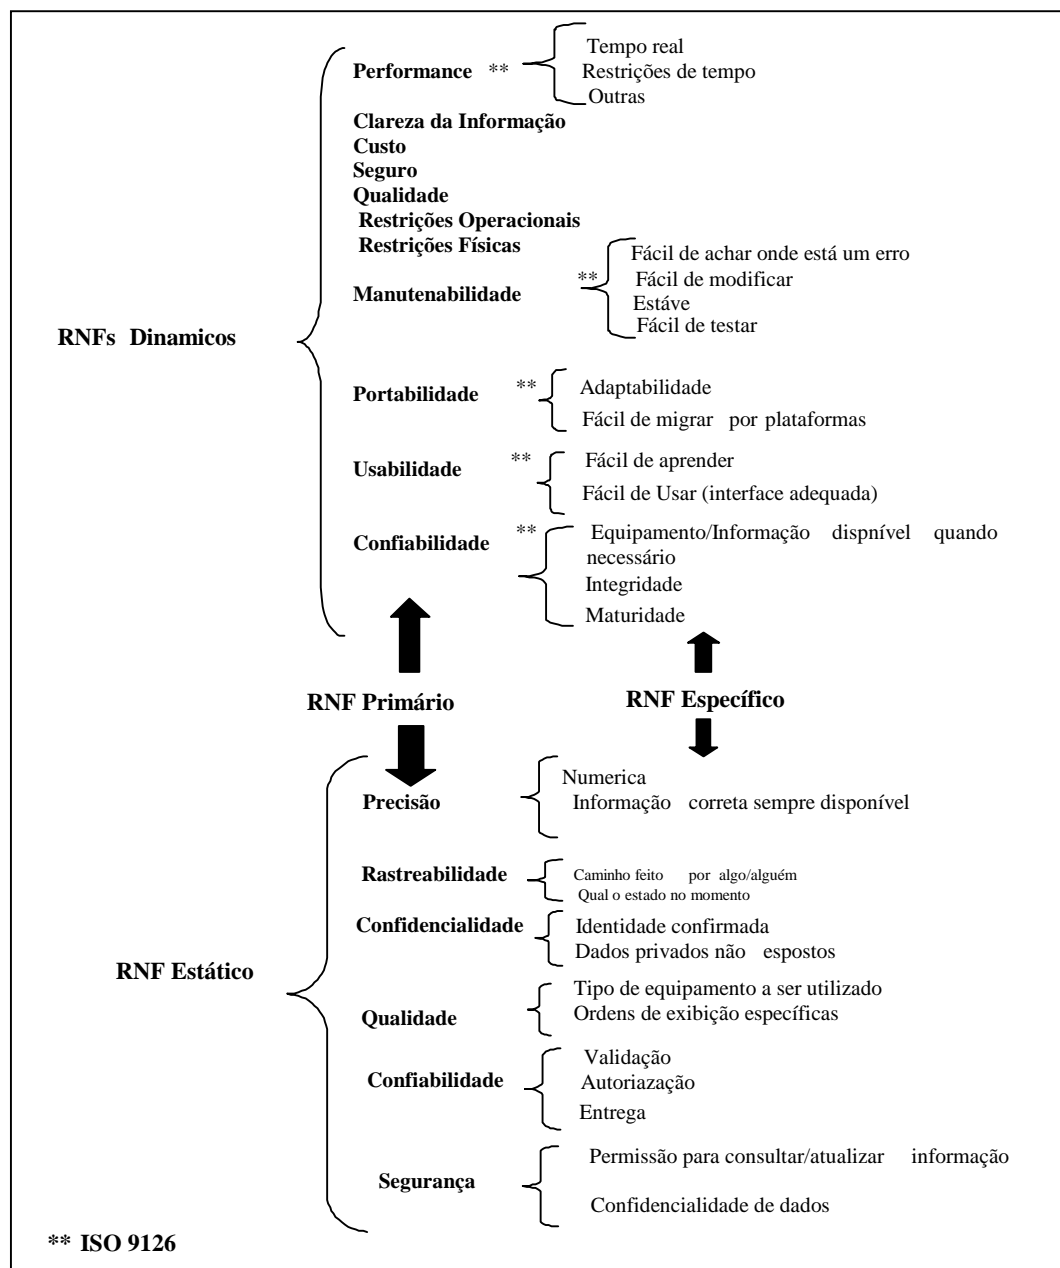 Tempo real
Performance **
Restrições de tempo
Outras
Clareza da Informação
Custo
Seguro
Qualidade
Restrições Operacionais
Restrições Físicas
Fácil de achar onde está um erro
Manutenabilidade **
Fácil de modificar
Estáve
Fácil de testar
RNFs Dinamicos
Portabilidade **
Adaptabilidade
Fácil de migrar por plataformas
Usabilidade **
Fácil de aprender
Fácil de Usar (interface adequada)
Confiabilidade **
Equipamento/Informação dispnível quando
necessário
Integridade
Maturidade
RNF Primário
RNF Específico
Numerica
Precisão
Informação correta sempre disponível
Rastreabilidade
Caminho feito por algo/alguém
Qual o estado no momento
Confidencialidade
Identidade confirmada
Dados privados não espostos
RNF Estático
Tipo de equipamento a ser utilizado
Qualidade
Ordens de exibição específicas
Validação
Confiabilidade
Autoriazação
Entrega
Permissão para consultar/atualizar informação
Segurança
Confidencialidade de dados
** ISO 9126